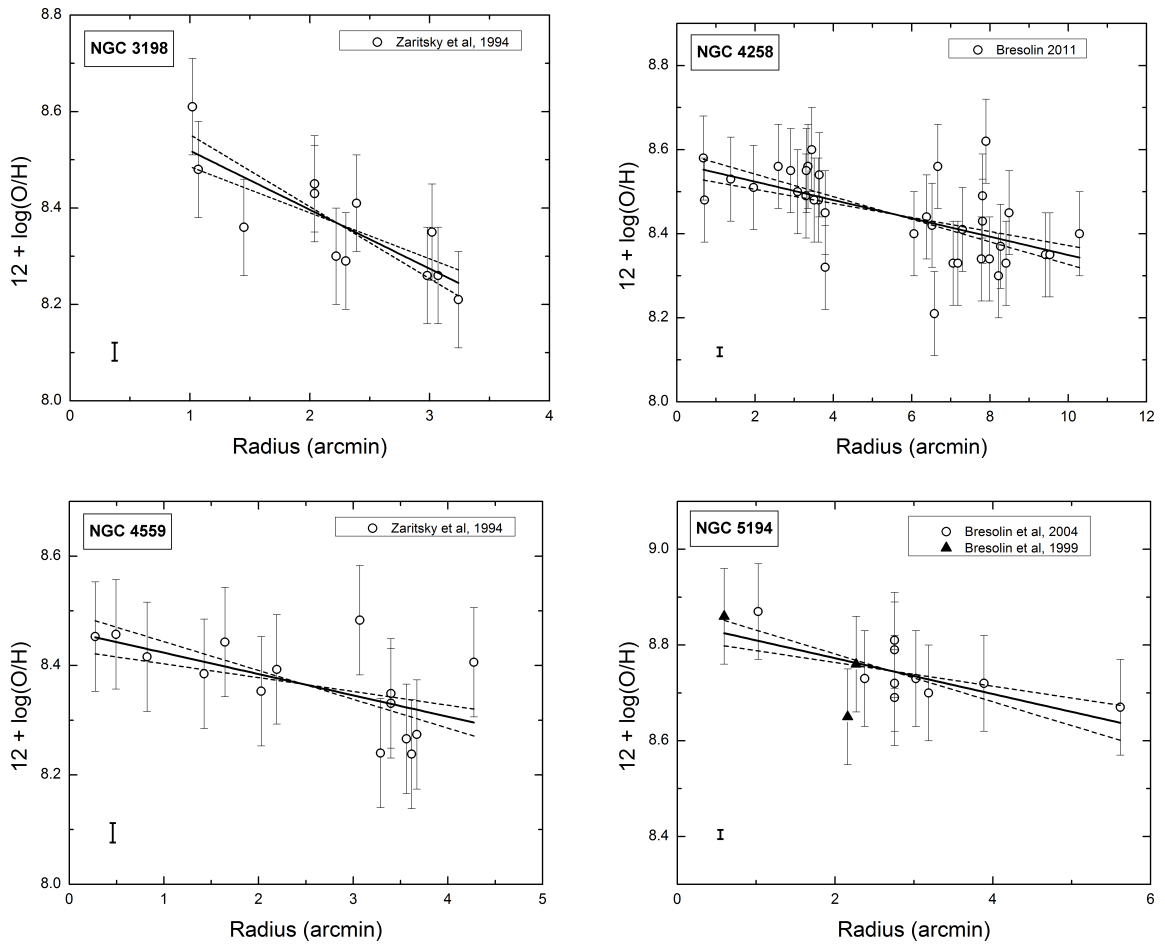 NGC 3198
Zaritsky et al, 1994
12 + log(O/H)
8.8
8.6
8.4
8.2
8.0
0 1 2 3 4
Radius (arcmin)
NGC 4258
Bresolin 2011
12 + log(O/H)
8.8
8.6
8.4
8.2
8.0
0 2 4 6 8 10 12
Radius (arcmin)
NGC 4559
Zaritsky et al, 1994
12 + log(O/H)
8.6
8.4
8.2
8.0
0 1 2 3 4 5
Radius (arcmin)
NGC 5194
Bresolin et al, 2004
Bresolin et al, 1999
12 + log(O/H)
9.0
8.8
8.6
8.4
0 2 4 6
Radius (arcmin)